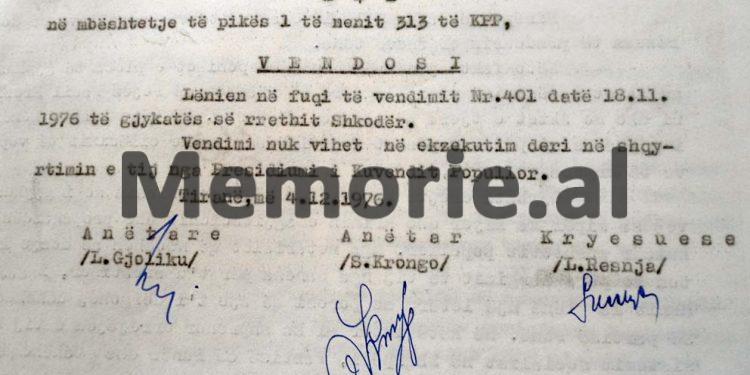 në mbështetje të pikës 1 të nenit 313 të KPP,
V E N D O S I
Lënien në fuqi të vendimit Nr.401 datë 18.11.
1976 të gjykatës së rrethit Shkodër.
Vendimi nuk vihet në ekzekutim deri në shqy-
rtimin e tij nga Presidiumi i Kuvendit Popullor.
Tiranë, më 4.12.1976.
Memorie.al
A n ë t a r e A n ë t a r K r y e s u e s e
/L.Gjoliku/ /S.Krongo/ /L.Resnja/